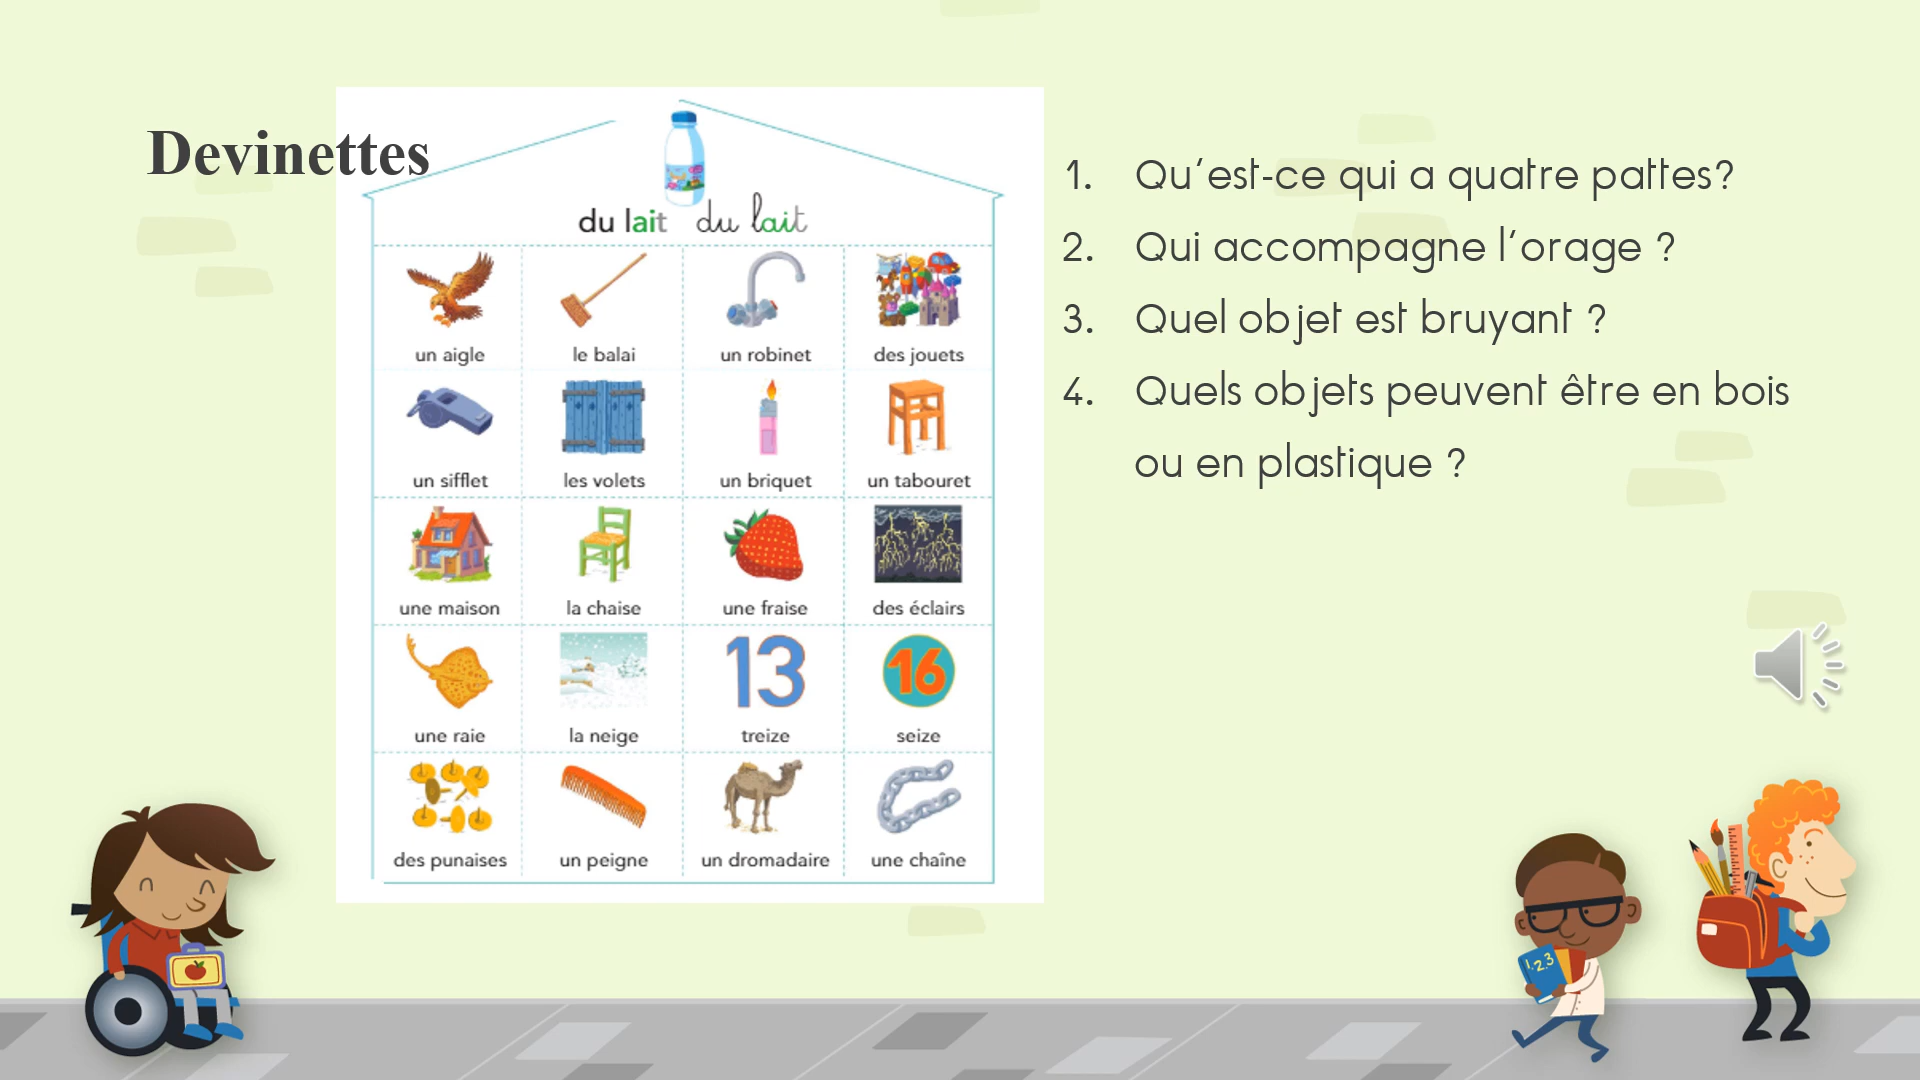 Devinettes
du lait du lait
un aigle le balai un robinet des jouets
un sifflet les volets un briquet un tabouret
une maison la chaise une fraise des éclairs
13 16
une raie la neige treize seize
des punaises un peigne un dromadaire une chaîne
1. Qu'est-ce qui a quatre pattes?
2. Qui accompagne l'orage ?
3. Quel objet est bruyant ?
4. Quels objets peuvent être en bois
ou en plastique ?
1,2,3